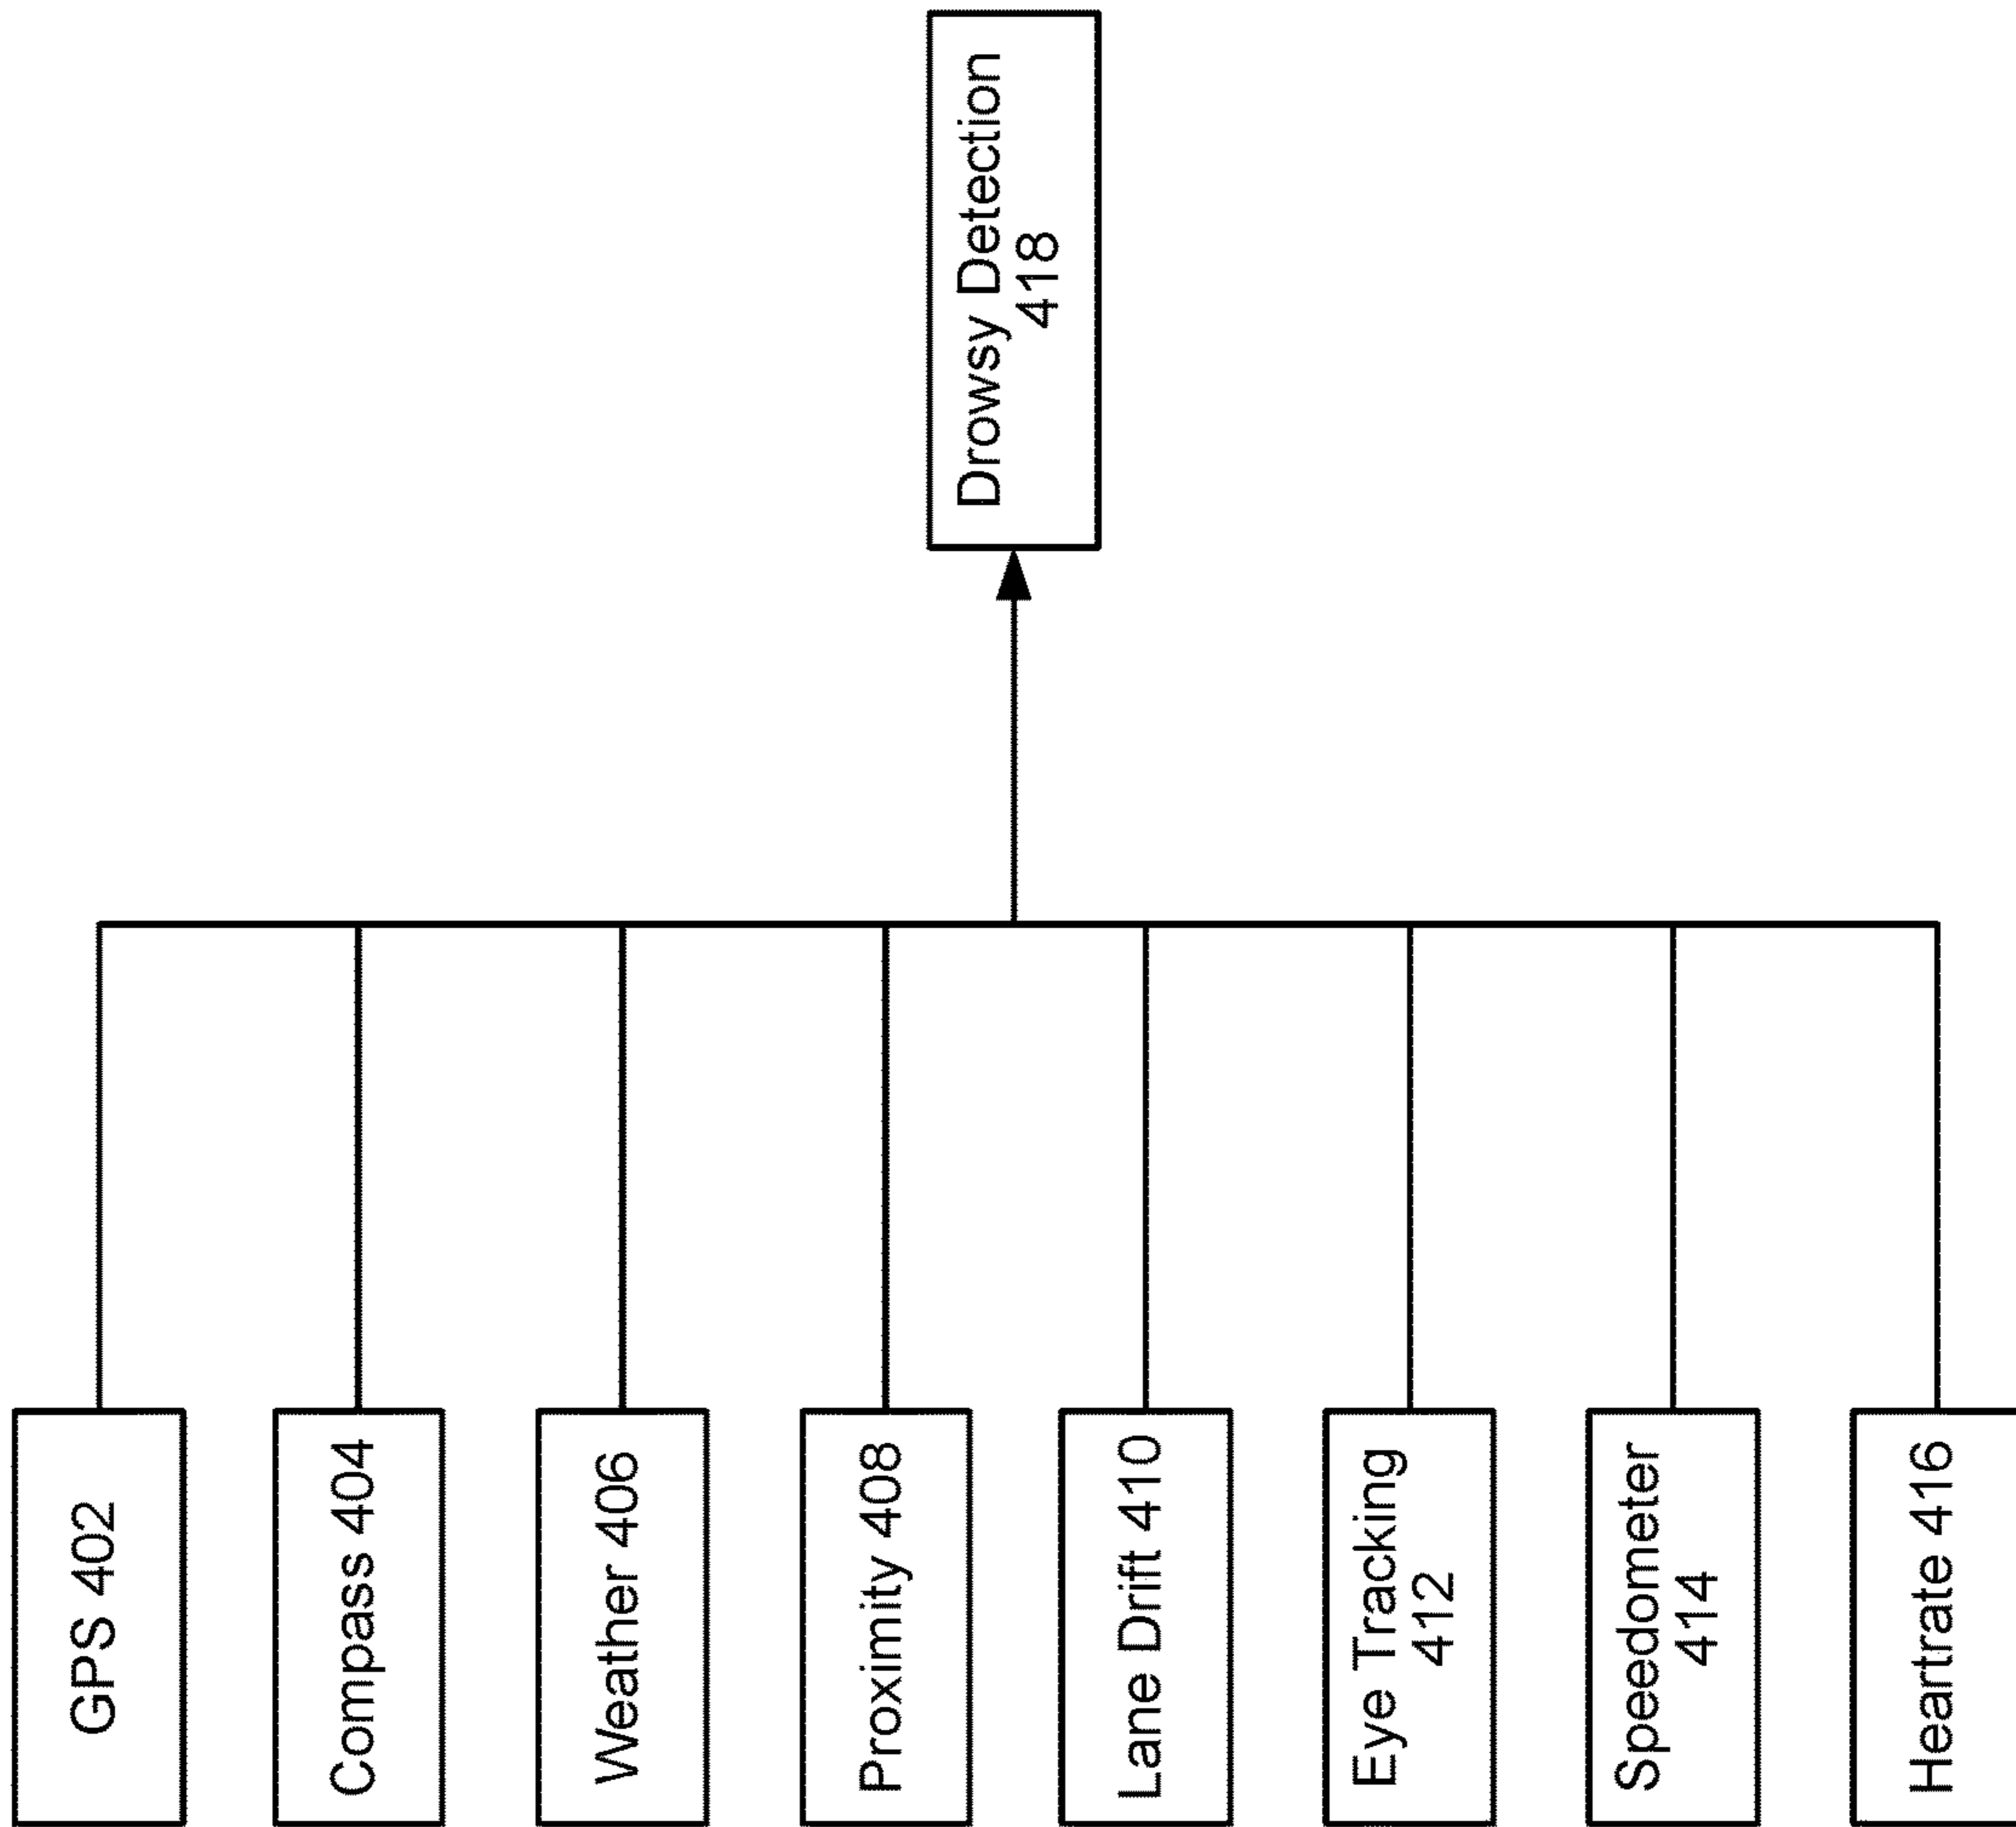 GPS 402
Compass 404
Weather 406
Proximity 408
Lane Drift 410
Eye Tracking
412
Speedometer
414
Heartrate 416
Drowsy Detection
418